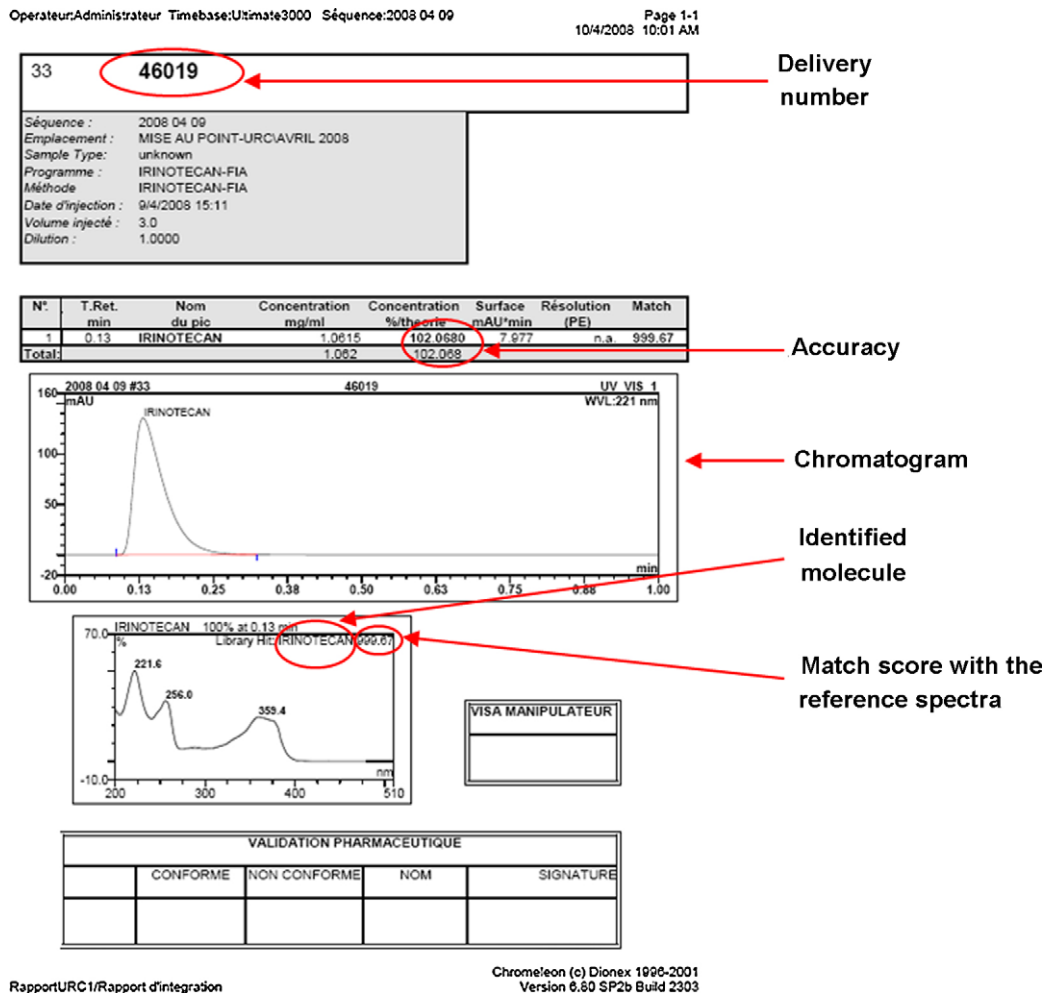 Operateur:Administrateur Timebase:Ultimate3000 Séquence:2008 04 09
Page 1-1
10/4/2008 10:01 AM
33 46019
Delivery
number
Séquence : 2008 04 09
Emplacement : MISE AU POINT-URC\AVRIL 2008
Sample Type: unknown
Programme : IRINOTECAN-FIA
Méthode IRINOTECAN-FIA
Date d'injection : 9/4/2008 15:11
Volume injecté : 3.0
Dilution : 1.0000
N°. T.Ret. Nom Concentration Concentration Surface Résolution Match
min du pic mg/ml %/theorie mAU*min (PE)
1 0.13 IRINOTECAN 1.0615 102.0680 7.977 n.a. 999.67
Total: 1.062 102.068
Accuracy
2008 04 09 #33 46019 UV_VIS_1
160 mAU WVL:221 nm
IRINOTECAN
100
50
-20
min
0.00 0.13 0.25 0.38 0.50 0.63 0.75 0.88 1.00
Chromatogram
Identified
molecule
IRINOTECAN 100% at 0.13 min
70.0 % Library Hit: IRINOTECAN 999.67
221.6
256.0
359.4
-10.0
nm
200 300 400 510
Match score with the
reference spectra
VISA MANIPULATEUR
VALIDATION PHARMACEUTIQUE
CONFORME NON CONFORME NOM SIGNATURE
RapportURC1/Rapport d'integration
Chromeleon (c) Dionex 1996-2001
Version 6.80 SP2b Build 2303